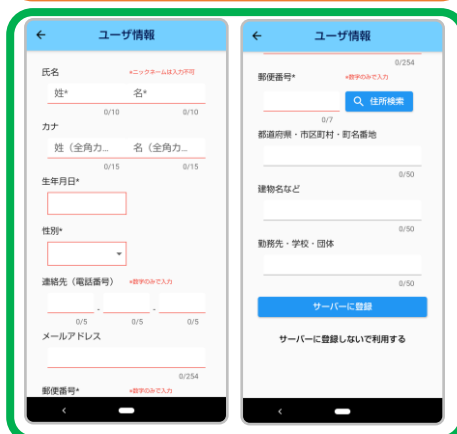 ユーザ情報
氏名 *ニックネームは入力不可
姓* 名*
0/10 0/10
カナ
姓（全角カ... 名（全角カ...
0/15 0/15
生年月日*
性別*
連絡先（電話番号） *数字のみで入力
- -
0/5 0/5 0/5
メールアドレス
0/254
郵便番号* *数字のみで入力
ユーザ情報
0/254
郵便番号* *数字のみで入力
住所検索
0/7
都道府県・市区町村・町名番地
0/50
建物名など
0/50
勤務先・学校・団体
0/50
サーバーに登録
サーバーに登録しないで利用する